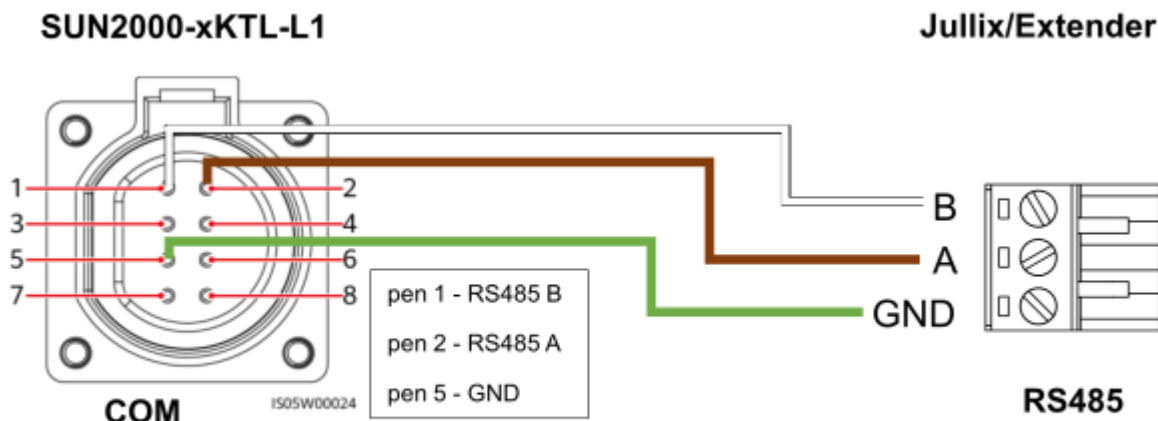 SUN2000-xKTL-L1
Jullix/Extender
1
2
3
4
5
6
7
8
B
A
GND
pen 1 - RS485 B
pen 2 - RS485 A
pen 5 - GND
COM
IS05W00024
RS485